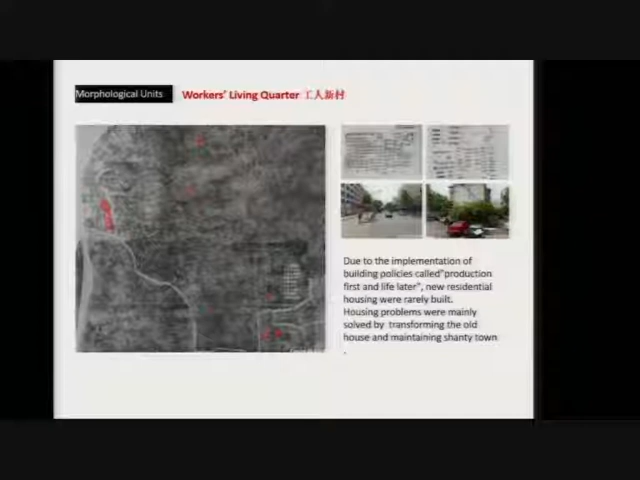 Morphological Units
Workers' Living Quarter 工人新村
Due to the implementation of
building policies called"production
first and life later", new residential
housing were rarely built.
Housing problems were mainly
solved by transforming the old
house and maintaining shanty town
.